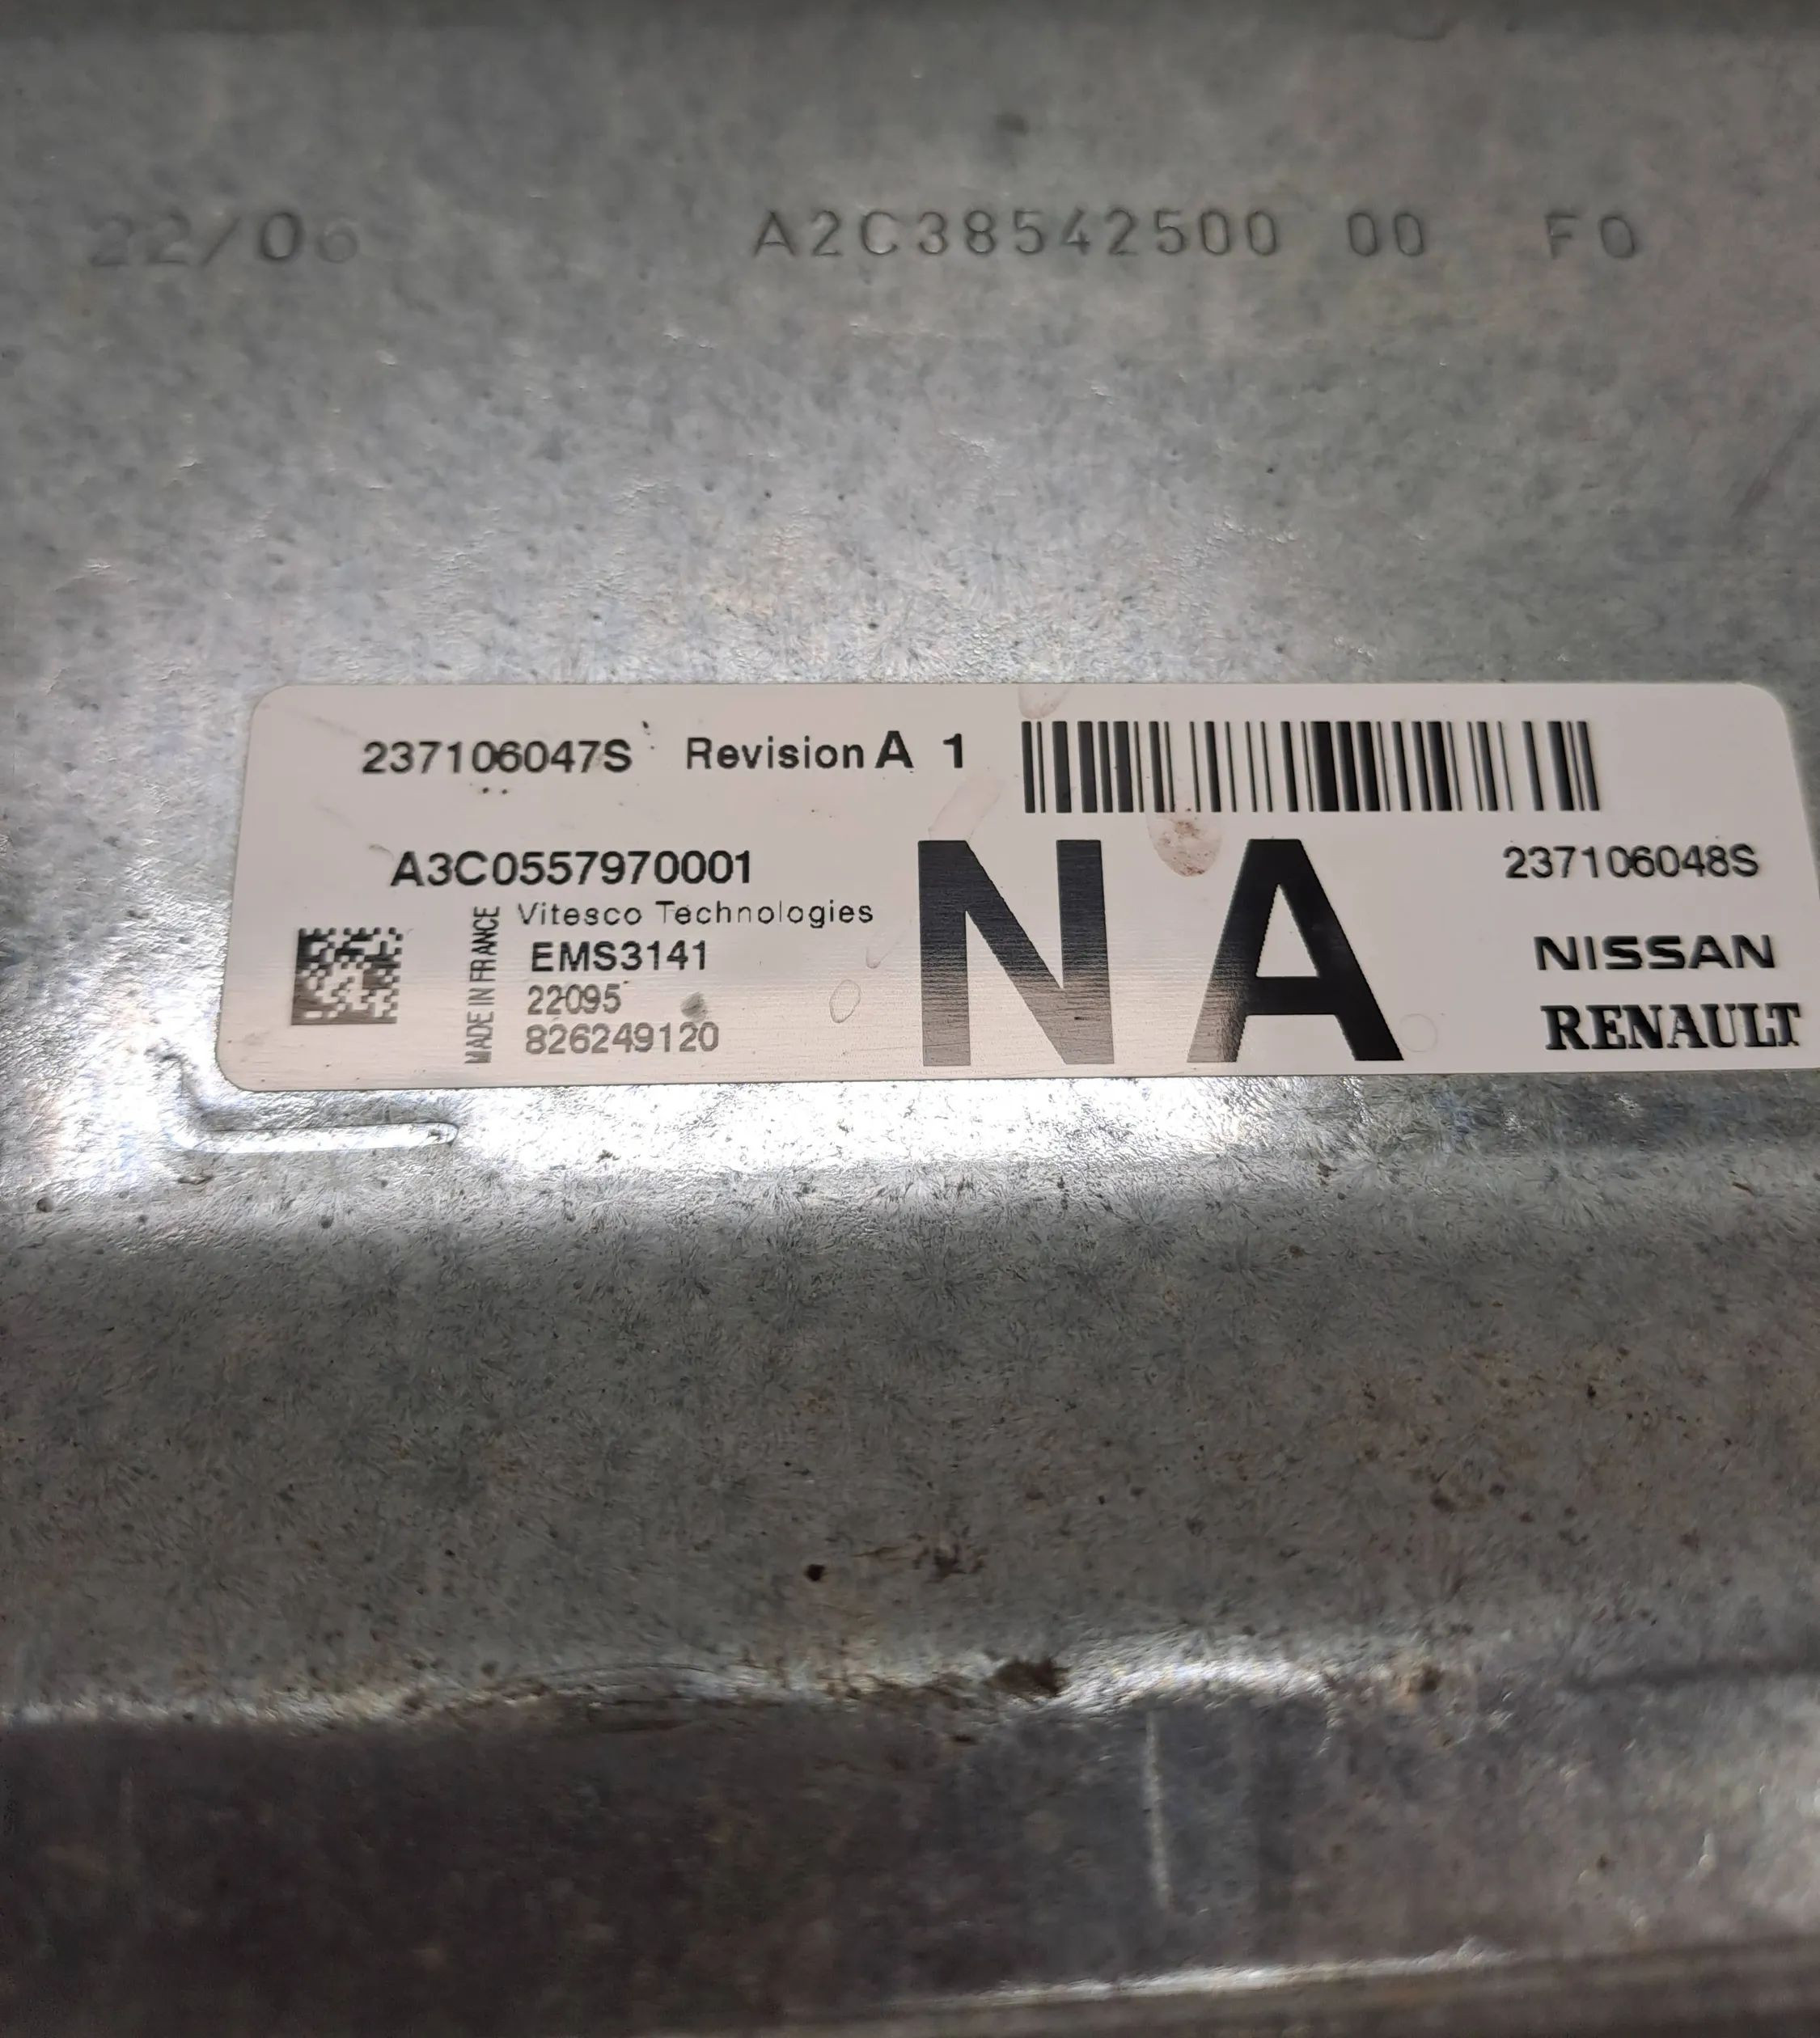 22/06 A2C38542500 00 F0
237106047S Revision A 1
A3C0557970001
237106048S
NA
MADE IN FRANCE
Vitesco Technologies
EMS3141
22095
826249120
NISSAN
RENAULT